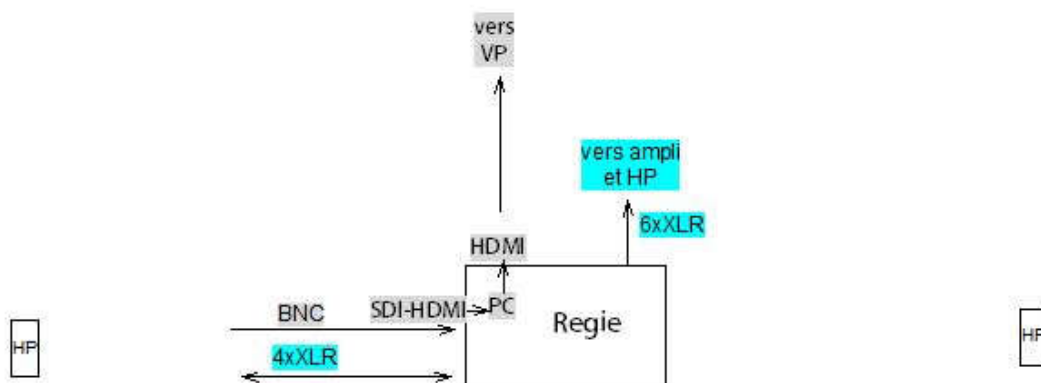 vers
VP
vers ampli
et HP
6xXLR
HDMI
BNC
SDI-HDMI
PC
Regie
HP
HP
4xXLR